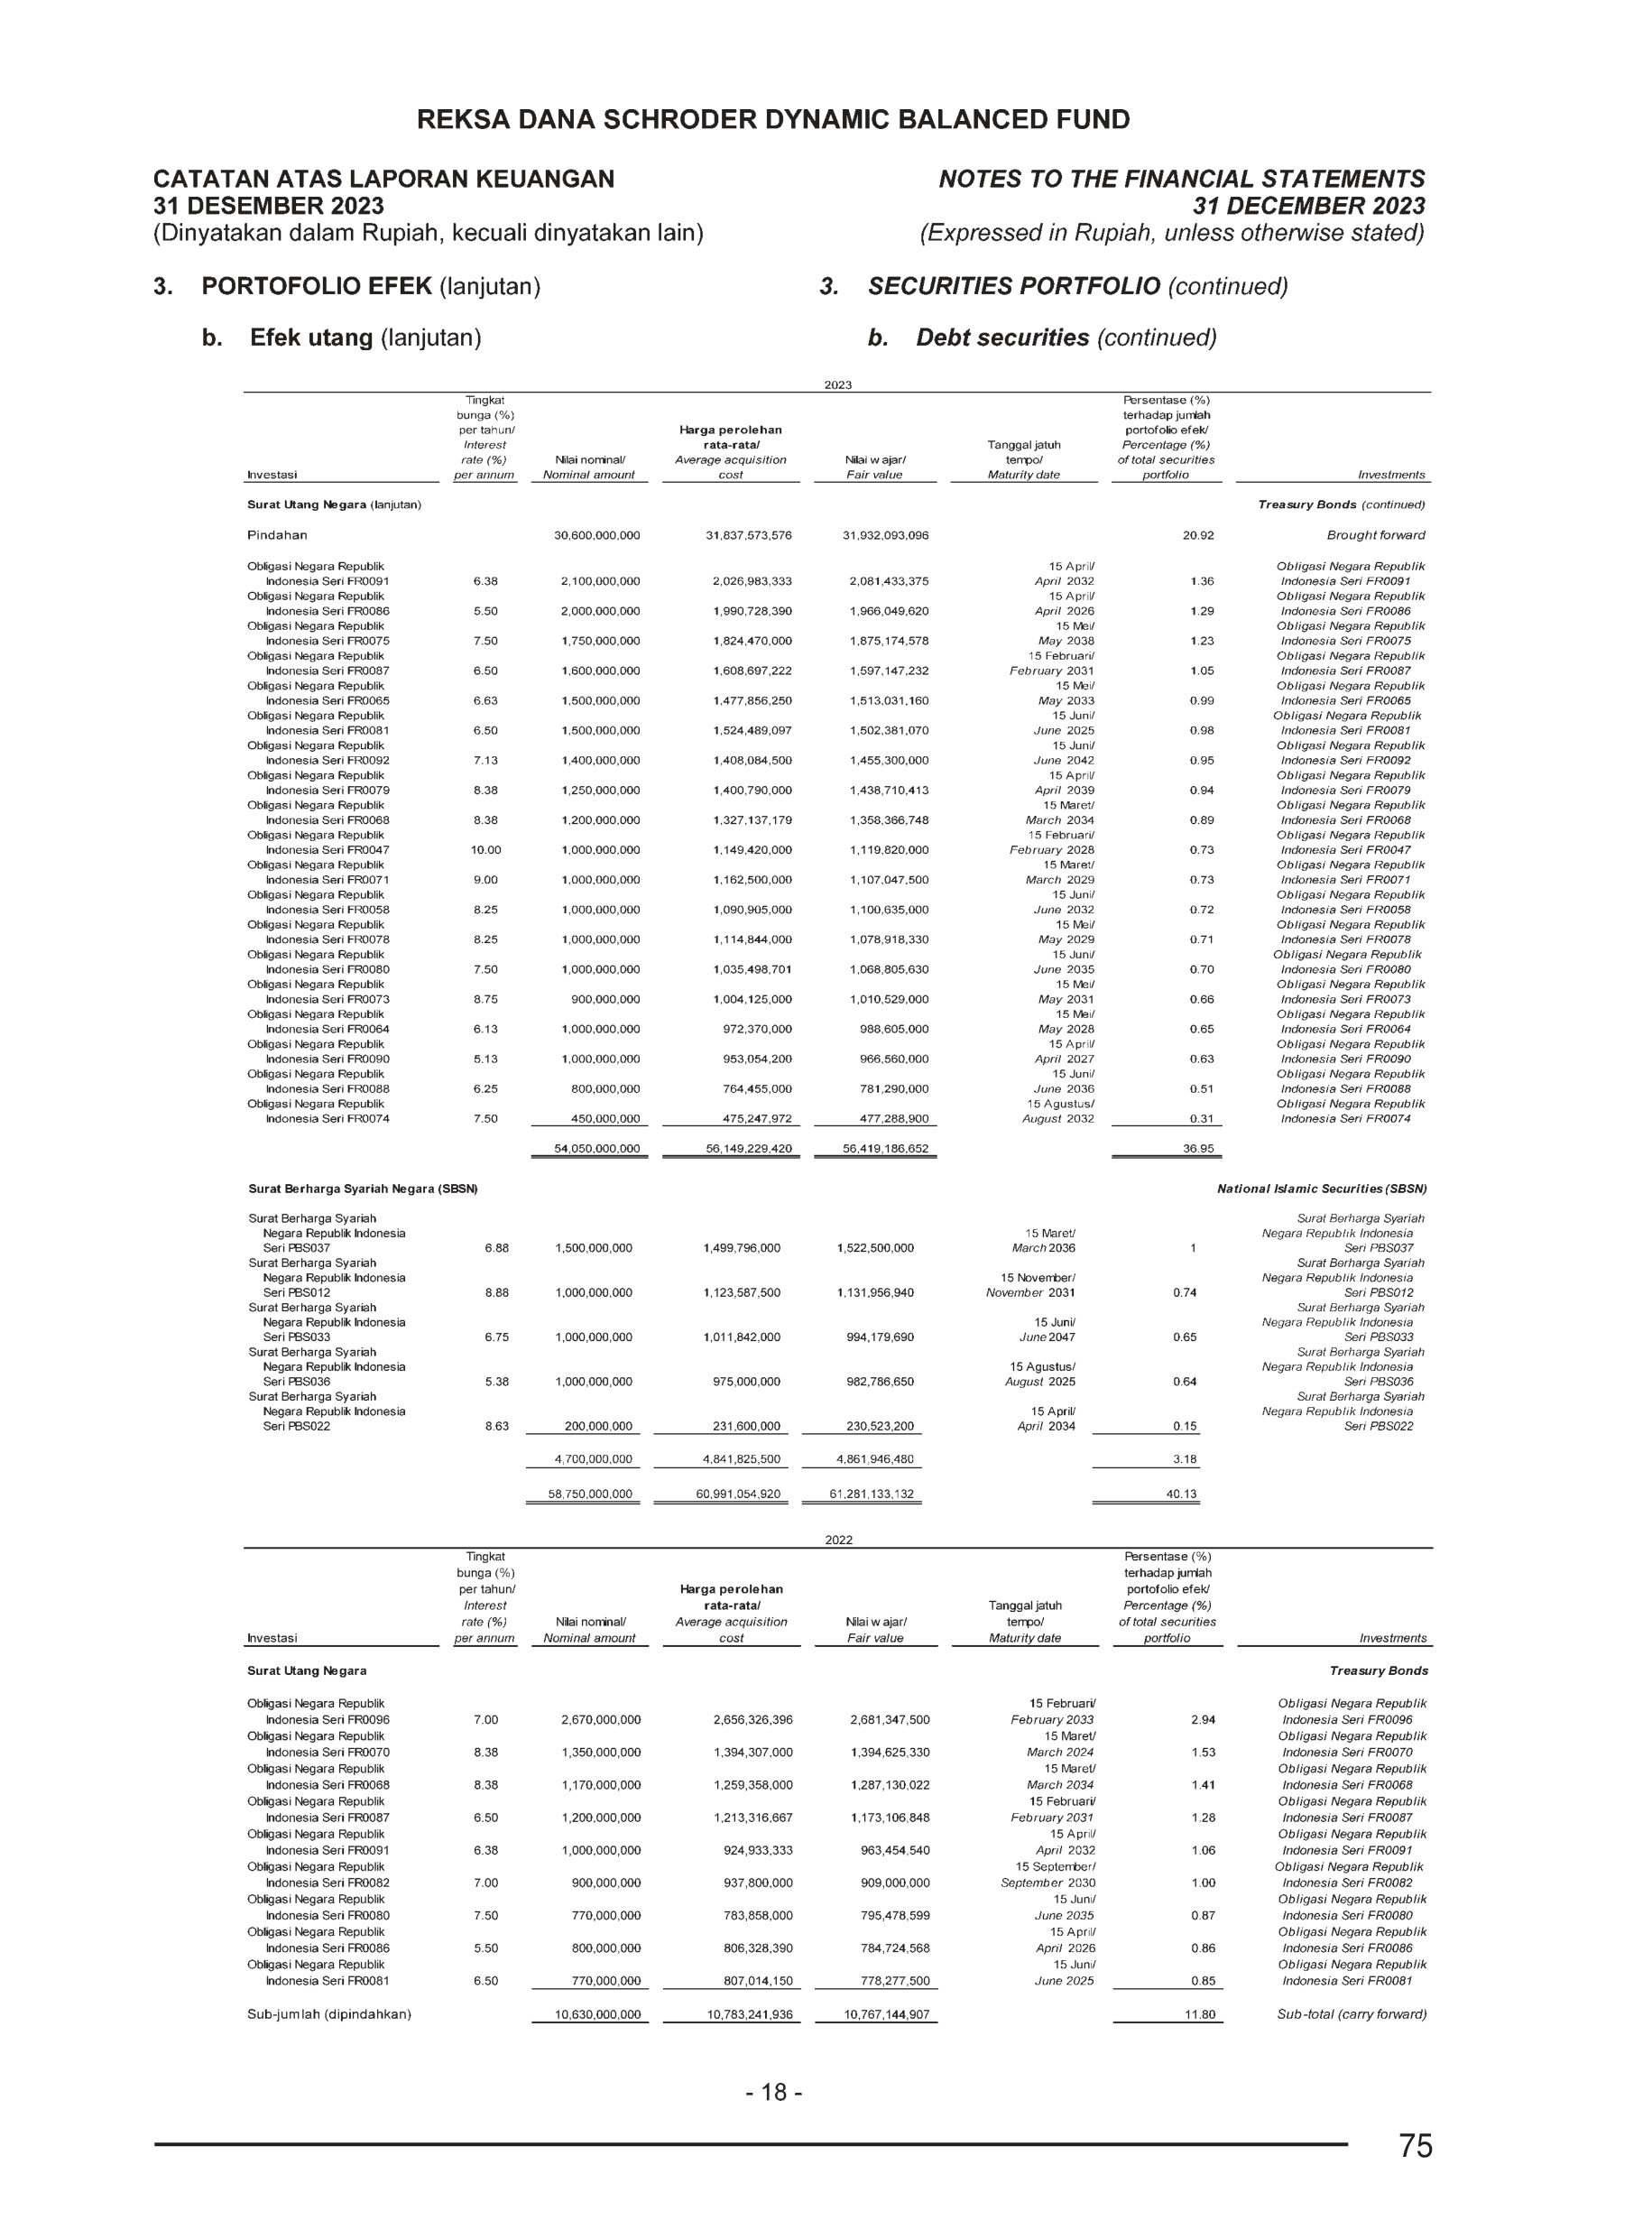 REKSA DANA SCHRODER DYNAMIC BALANCED FUND
CATATAN ATAS LAPORAN KEUANGAN NOTES TO THE FINANCIAL STATEMENTS
31 DESEMBER 2023 31 DECEMBER 2023
(Dinyatakan dalam Rupiah, kecuali dinyatakan lain) (Expressed in Rupiah, unless otherwise stated)
3. PORTOFOLIO EFEK (lanjutan) 3. SECURITIES PORTFOLIO (continued)
b. Efek utang (lanjutan) b. Debt securities (continued)
2023
Tingkat Persentase (%)
bunga (%) terhadap jumlah
per tahun/ Harga perolehan portofolio efek/
Interest rata-rata/ Tanggal jatuh Percentage (%)
rate (%) Nilai nominal/ Average acquisition Nilai wajar/ tempo/ of total securities
Investasi per annum Nominal amount cost Fair value Maturity date portfolio Investments
Surat Utang Negara (lanjutan) Treasury Bonds (continued)
Pindahan 30,600,000,000 31,837,573,576 31,932,093,096 20.92 Brought forward
Obligasi Negara Republik 15 April/ Obligasi Negara Republik
Indonesia Seri FR0091 6.38 2,100,000,000 2,026,983,333 2,081,433,375 April 2032 1.36 Indonesia Seri FR0091
Obligasi Negara Republik 15 April/ Obligasi Negara Republik
Indonesia Seri FR0086 5.50 2,000,000,000 1,990,728,390 1,966,049,620 April 2026 1.29 Indonesia Seri FR0086
Obligasi Negara Republik 15 Mei/ Obligasi Negara Republik
Indonesia Seri FR0075 7.50 1,750,000,000 1,824,470,000 1,875,174,578 May 2038 1.23 Indonesia Seri FR0075
Obligasi Negara Republik 15 Februari/ Obligasi Negara Republik
Indonesia Seri FR0087 6.50 1,600,000,000 1,608,697,222 1,597,147,232 February 2031 1.05 Indonesia Seri FR0087
Obligasi Negara Republik 15 Mei/ Obligasi Negara Republik
Indonesia Seri FR0065 6.63 1,500,000,000 1,477,856,250 1,513,031,160 May 2033 0.99 Indonesia Seri FR0065
Obligasi Negara Republik 15 Juni/ Obligasi Negara Republik
Indonesia Seri FR0081 6.50 1,500,000,000 1,524,489,097 1,502,381,070 June 2025 0.98 Indonesia Seri FR0081
Obligasi Negara Republik 15 Juni/ Obligasi Negara Republik
Indonesia Seri FR0092 7.13 1,400,000,000 1,408,084,500 1,455,300,000 June 2042 0.95 Indonesia Seri FR0092
Obligasi Negara Republik 15 April/ Obligasi Negara Republik
Indonesia Seri FR0079 8.38 1,250,000,000 1,400,790,000 1,438,710,413 April 2039 0.94 Indonesia Seri FR0079
Obligasi Negara Republik 15 Maret/ Obligasi Negara Republik
Indonesia Seri FR0068 8.38 1,200,000,000 1,327,137,179 1,358,366,748 March 2034 0.89 Indonesia Seri FR0068
Obligasi Negara Republik 15 Februari/ Obligasi Negara Republik
Indonesia Seri FR0047 10.00 1,000,000,000 1,149,420,000 1,119,820,000 February 2028 0.73 Indonesia Seri FR0047
Obligasi Negara Republik 15 Maret/ Obligasi Negara Republik
Indonesia Seri FR0071 9.00 1,000,000,000 1,162,500,000 1,107,047,500 March 2029 0.73 Indonesia Seri FR0071
Obligasi Negara Republik 15 Juni/ Obligasi Negara Republik
Indonesia Seri FR0058 8.25 1,000,000,000 1,090,905,000 1,100,635,000 June 2032 0.72 Indonesia Seri FR0058
Obligasi Negara Republik 15 Mei/ Obligasi Negara Republik
Indonesia Seri FR0078 8.25 1,000,000,000 1,114,844,000 1,078,918,330 May 2029 0.71 Indonesia Seri FR0078
Obligasi Negara Republik 15 Juni/ Obligasi Negara Republik
Indonesia Seri FR0080 7.50 1,000,000,000 1,035,498,701 1,068,805,630 June 2035 0.70 Indonesia Seri FR0080
Obligasi Negara Republik 15 Mei/ Obligasi Negara Republik
Indonesia Seri FR0073 8.75 900,000,000 1,004,125,000 1,010,529,000 May 2031 0.66 Indonesia Seri FR0073
Obligasi Negara Republik 15 Mei/ Obligasi Negara Republik
Indonesia Seri FR0064 6.13 1,000,000,000 972,370,000 988,605,000 May 2028 0.65 Indonesia Seri FR0064
Obligasi Negara Republik 15 April/ Obligasi Negara Republik
Indonesia Seri FR0090 5.13 1,000,000,000 953,054,200 966,560,000 April 2027 0.63 Indonesia Seri FR0090
Obligasi Negara Republik 15 Juni/ Obligasi Negara Republik
Indonesia Seri FR0088 6.25 800,000,000 764,455,000 781,290,000 June 2036 0.51 Indonesia Seri FR0088
Obligasi Negara Republik 15 Agustus/ Obligasi Negara Republik
Indonesia Seri FR0074 7.50 450,000,000 475,247,972 477,288,900 August 2032 0.31 Indonesia Seri FR0074
54,050,000,000 56,149,229,420 56,419,186,652 36.95
Surat Berharga Syariah Negara (SBSN) National Islamic Securities (SBSN)
Surat Berharga Syariah Surat Berharga Syariah
Negara Republik Indonesia 15 Maret/ Negara Republik Indonesia
Seri PBS037 6.88 1,500,000,000 1,499,796,000 1,522,500,000 March 2036 1 Seri PBS037
Surat Berharga Syariah Surat Berharga Syariah
Negara Republik Indonesia 15 November/ Negara Republik Indonesia
Seri PBS012 8.88 1,000,000,000 1,123,587,500 1,131,956,940 November 2031 0.74 Seri PBS012
Surat Berharga Syariah Surat Berharga Syariah
Negara Republik Indonesia 15 Juni/ Negara Republik Indonesia
Seri PBS033 6.75 1,000,000,000 1,011,842,000 994,179,690 June 2047 0.65 Seri PBS033
Surat Berharga Syariah Surat Berharga Syariah
Negara Republik Indonesia 15 Agustus/ Negara Republik Indonesia
Seri PBS036 5.38 1,000,000,000 975,000,000 982,786,650 August 2025 0.64 Seri PBS036
Surat Berharga Syariah Surat Berharga Syariah
Negara Republik Indonesia 15 April/ Negara Republik Indonesia
Seri PBS022 8.63 200,000,000 231,600,000 230,523,200 April 2034 0.15 Seri PBS022
4,700,000,000 4,841,825,500 4,861,946,480 3.18
58,750,000,000 60,991,054,920 61,281,133,132 40.13
2022
Tingkat Persentase (%)
bunga (%) terhadap jumlah
per tahun/ Harga perolehan portofolio efek/
Interest rata-rata/ Tanggal jatuh Percentage (%)
rate (%) Nilai nominal/ Average acquisition Nilai wajar/ tempo/ of total securities
Investasi per annum Nominal amount cost Fair value Maturity date portfolio Investments
Surat Utang Negara Treasury Bonds
Obligasi Negara Republik 15 Februari/ Obligasi Negara Republik
Indonesia Seri FR0096 7.00 2,670,000,000 2,656,326,396 2,681,347,500 February 2033 2.94 Indonesia Seri FR0096
Obligasi Negara Republik 15 Maret/ Obligasi Negara Republik
Indonesia Seri FR0070 8.38 1,350,000,000 1,394,307,000 1,394,625,330 March 2024 1.53 Indonesia Seri FR0070
Obligasi Negara Republik 15 Maret/ Obligasi Negara Republik
Indonesia Seri FR0068 8.38 1,170,000,000 1,259,358,000 1,287,130,022 March 2034 1.41 Indonesia Seri FR0068
Obligasi Negara Republik 15 Februari/ Obligasi Negara Republik
Indonesia Seri FR0087 6.50 1,200,000,000 1,213,316,667 1,173,106,848 February 2031 1.28 Indonesia Seri FR0087
Obligasi Negara Republik 15 April/ Obligasi Negara Republik
Indonesia Seri FR0091 6.38 1,000,000,000 924,933,333 963,454,540 April 2032 1.06 Indonesia Seri FR0091
Obligasi Negara Republik 15 September/ Obligasi Negara Republik
Indonesia Seri FR0082 7.00 900,000,000 937,800,000 909,000,000 September 2030 1.00 Indonesia Seri FR0082
Obligasi Negara Republik 15 Juni/ Obligasi Negara Republik
Indonesia Seri FR0080 7.50 770,000,000 783,858,000 795,478,599 June 2035 0.87 Indonesia Seri FR0080
Obligasi Negara Republik 15 April/ Obligasi Negara Republik
Indonesia Seri FR0086 5.50 800,000,000 806,328,390 784,724,568 April 2026 0.86 Indonesia Seri FR0086
Obligasi Negara Republik 15 Juni/ Obligasi Negara Republik
Indonesia Seri FR0081 6.50 770,000,000 807,014,150 778,277,500 June 2025 0.85 Indonesia Seri FR0081
Sub-jumlah (dipindahkan) 10,630,000,000 10,783,241,936 10,767,144,907 11.80 Sub-total (carry forward)
- 18 -
75